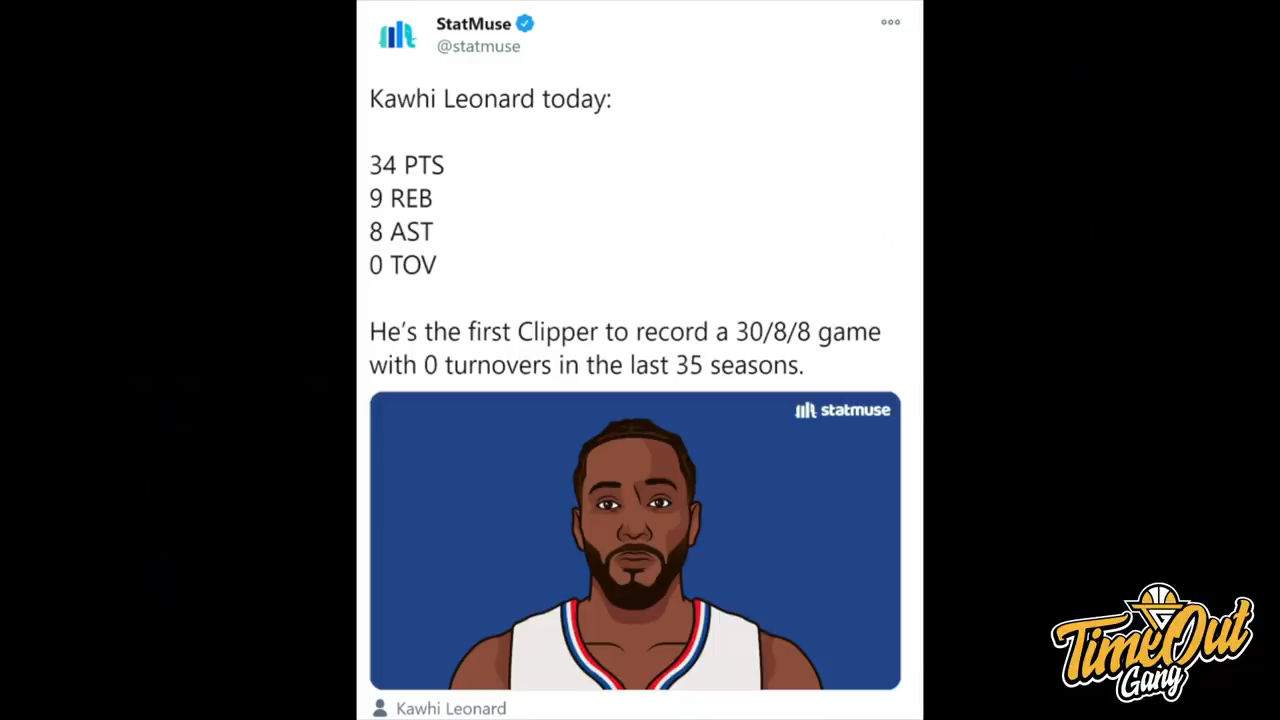 StatMuse
@statmuse
Kawhi Leonard today:
34 PTS
9 REB
8 AST
0 TOV
He's the first Clipper to record a 30/8/8 game
with 0 turnovers in the last 35 seasons.
statmuse
Kawhi Leonard
TimeOut
Gang